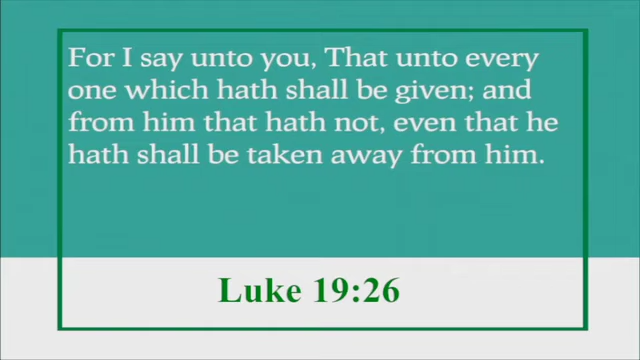 For I say unto you, That unto every
one which hath shall be given; and
from him that hath not, even that he
hath shall be taken away from him.
Luke 19:26